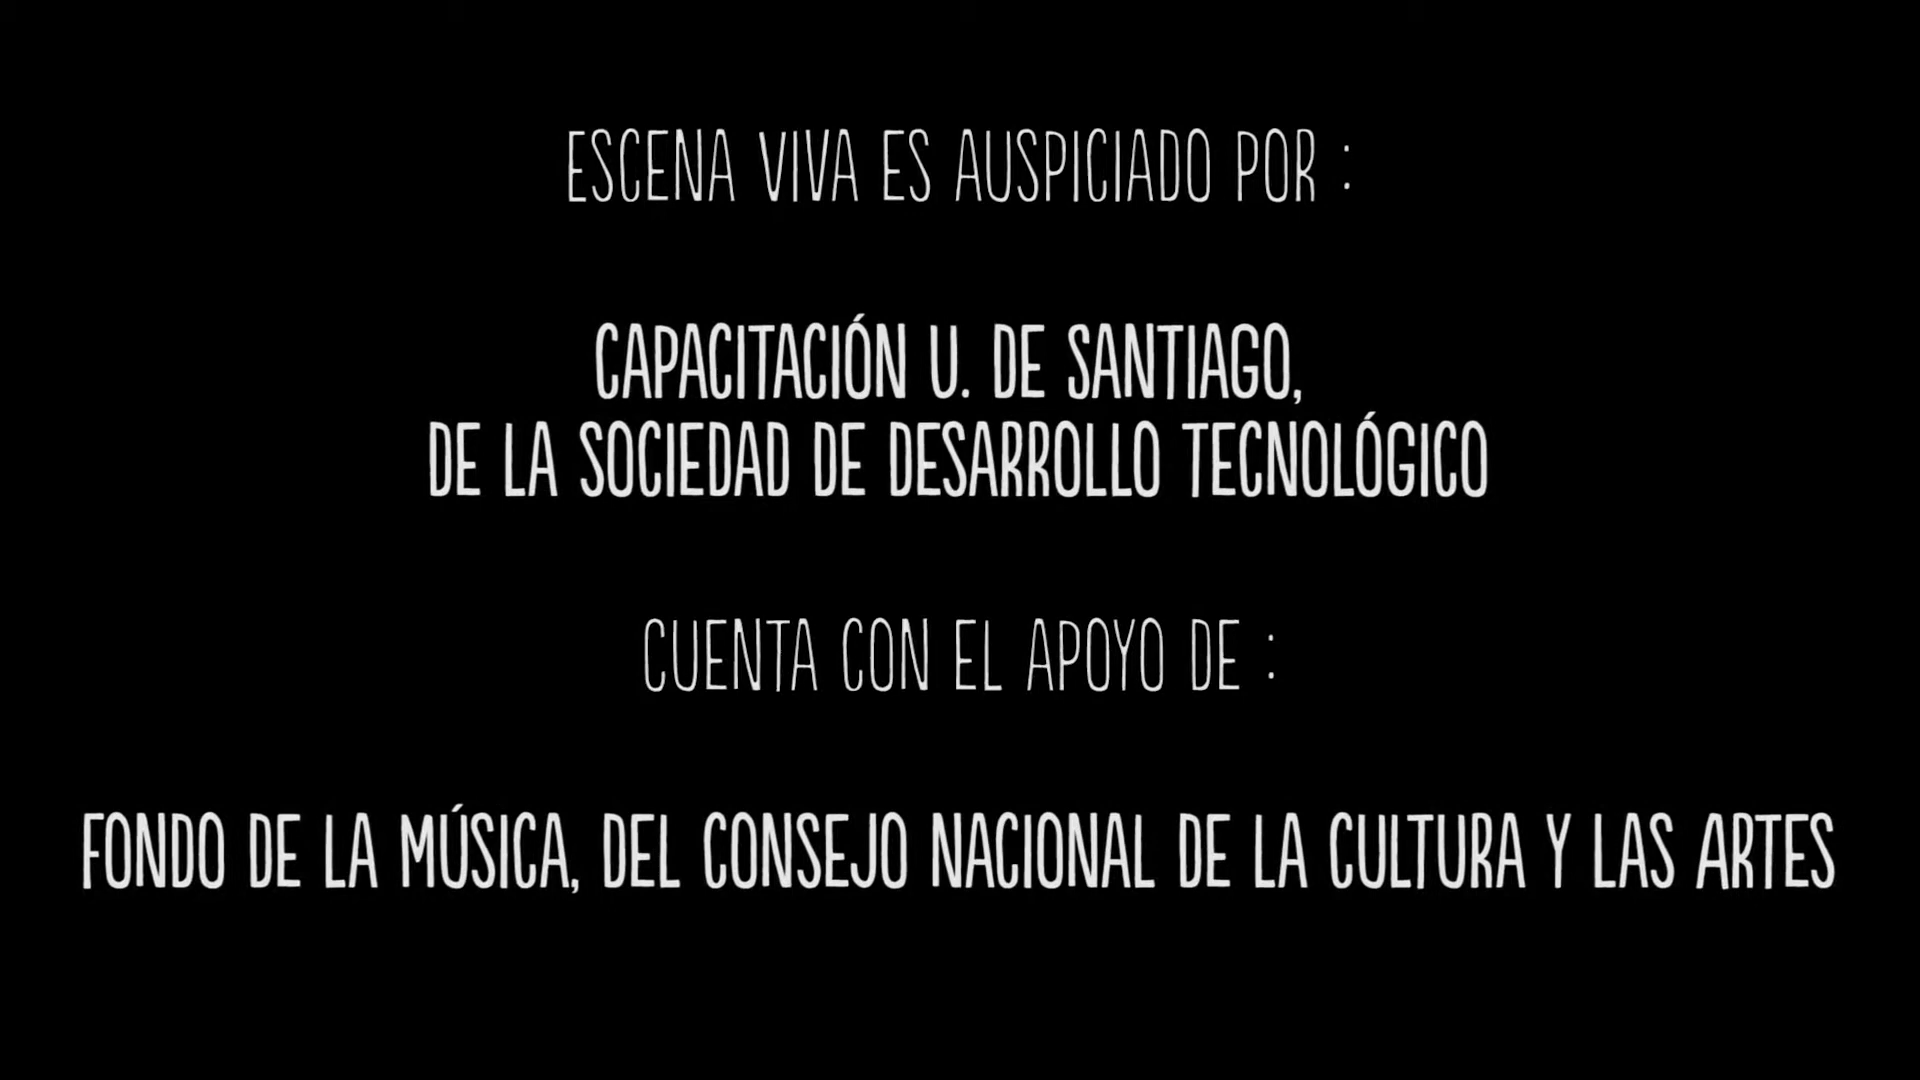 ESCENA VIVA ES AUSPICIADO POR :
CAPACITACIÓN U. DE SANTIAGO,
DE LA SOCIEDAD DE DESARROLLO TECNOLÓGICO
CUENTA CON EL APOYO DE :
FONDO DE LA MÚSICA, DEL CONSEJO NACIONAL DE LA CULTURA Y LAS ARTES